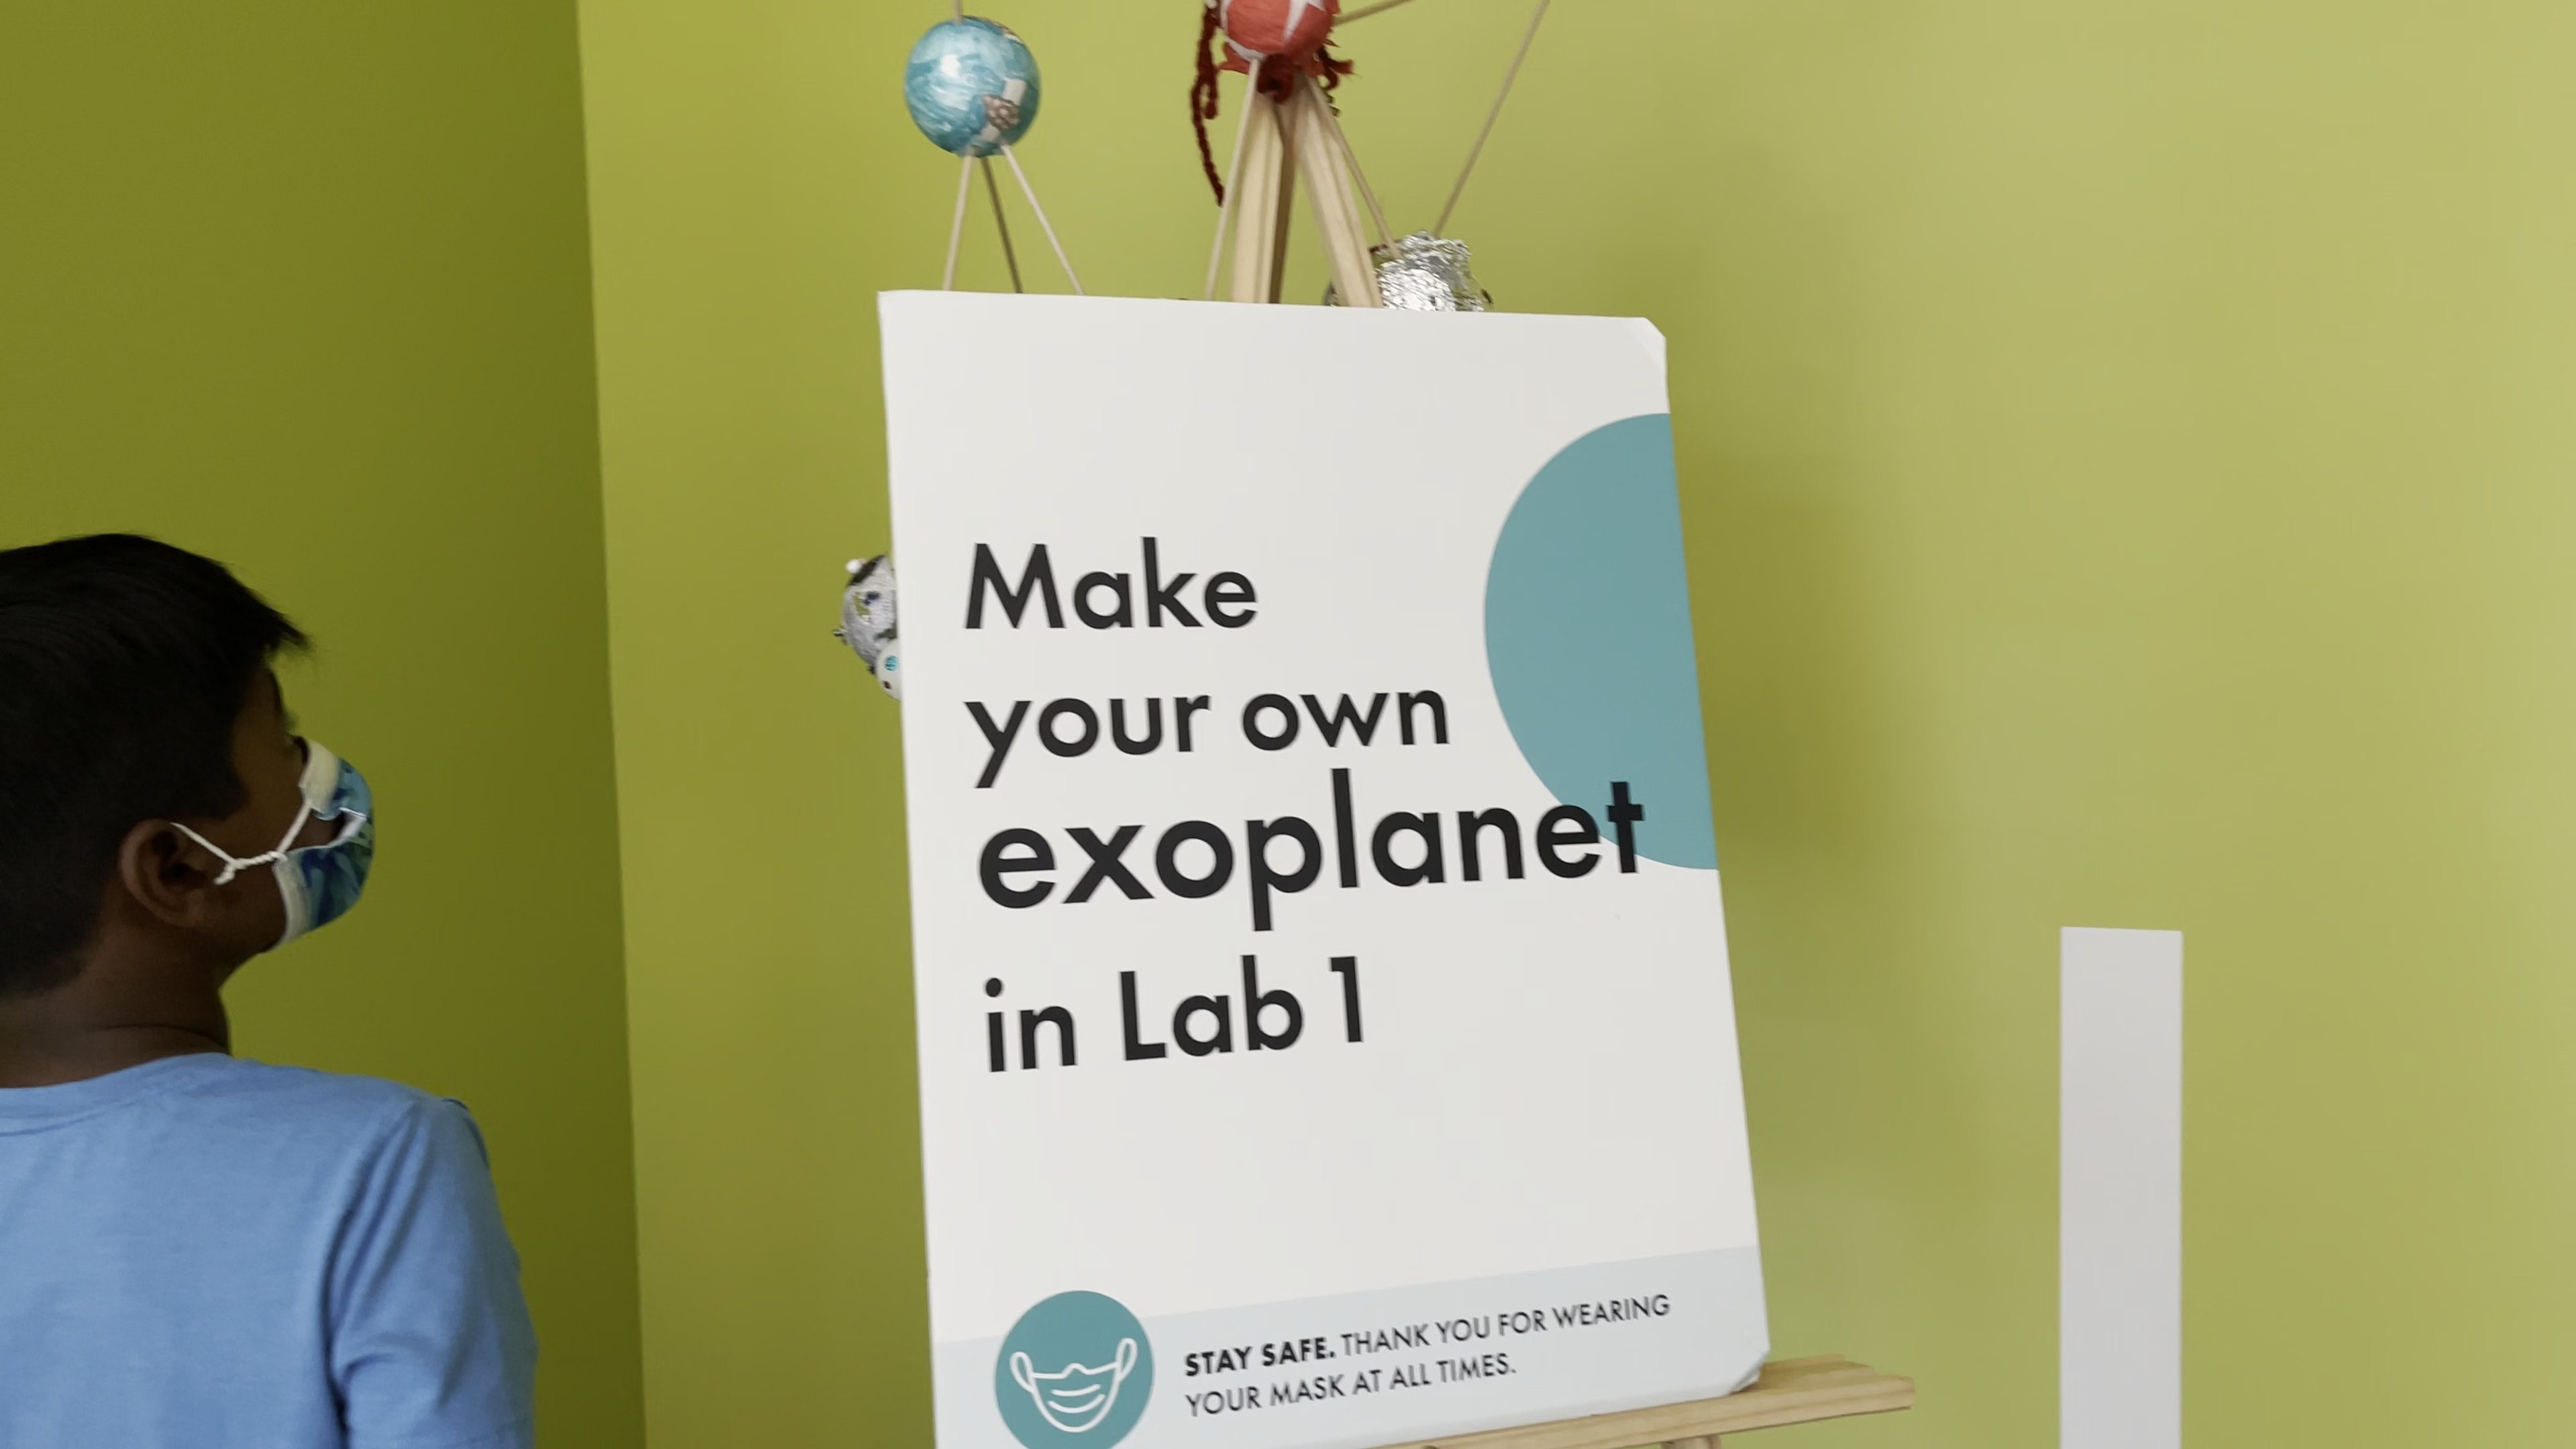 Make
your own
exoplanet
in Lab 1
STAY SAFE. THANK YOU FOR WEARING
YOUR MASK AT ALL TIMES.